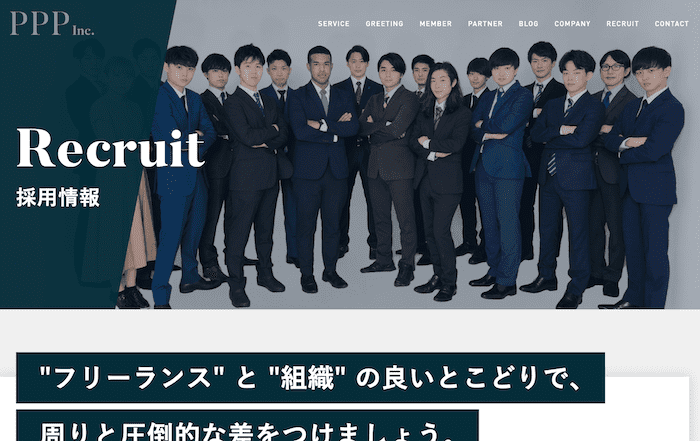 PPP Inc.
SERVICE GREETING MEMBER PARTNER BLOG COMPANY RECRUIT CONTACT
Recruit
採用情報
"フリーランス" と "組織" の良いとこどりで、
周りと圧倒的な差をつけましょう。